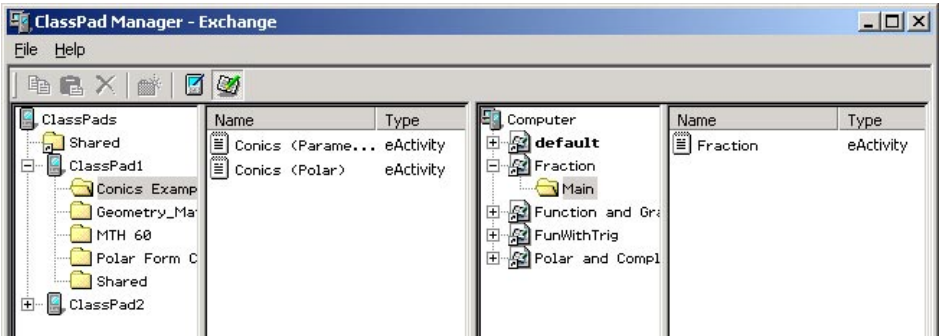 ClassPad Manager - Exchange
File Help
ClassPads
Shared
ClassPad1
Conics Examp
Geometry_Ma
MTH 60
Polar Form C
Shared
ClassPad2
Name Type
Conics (Parame... eActivity
Conics (Polar) eActivity
Computer
default
Fraction
Main
Function and Gra
FunWithTrig
Polar and Compl
Name Type
Fraction eActivity